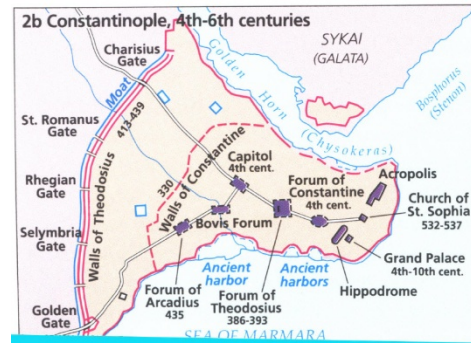 2b Constantinople, 4th-6th centuries
Charisius
Gate
SYKAI
(GALATA)
Golden Horn
(Chysokeras)
Bosphorus
(Stenon)
Moat
413-439
St. Romanus
Gate
Walls of Theodosius
Rhegian
Gate
330
Walls of Constantine
Capitol
4th cent.
Forum of
Constantine
4th cent.
Acropolis
Church of
St. Sophia
532-537
Selymbria
Gate
Bovis Forum
Grand Palace
4th-10th cent.
Ancient
harbor
Ancient
harbors
Hippodrome
Forum of
Arcadius
435
Forum of
Theodosius
386-393
Golden
Gate
SEA OF MARMARA